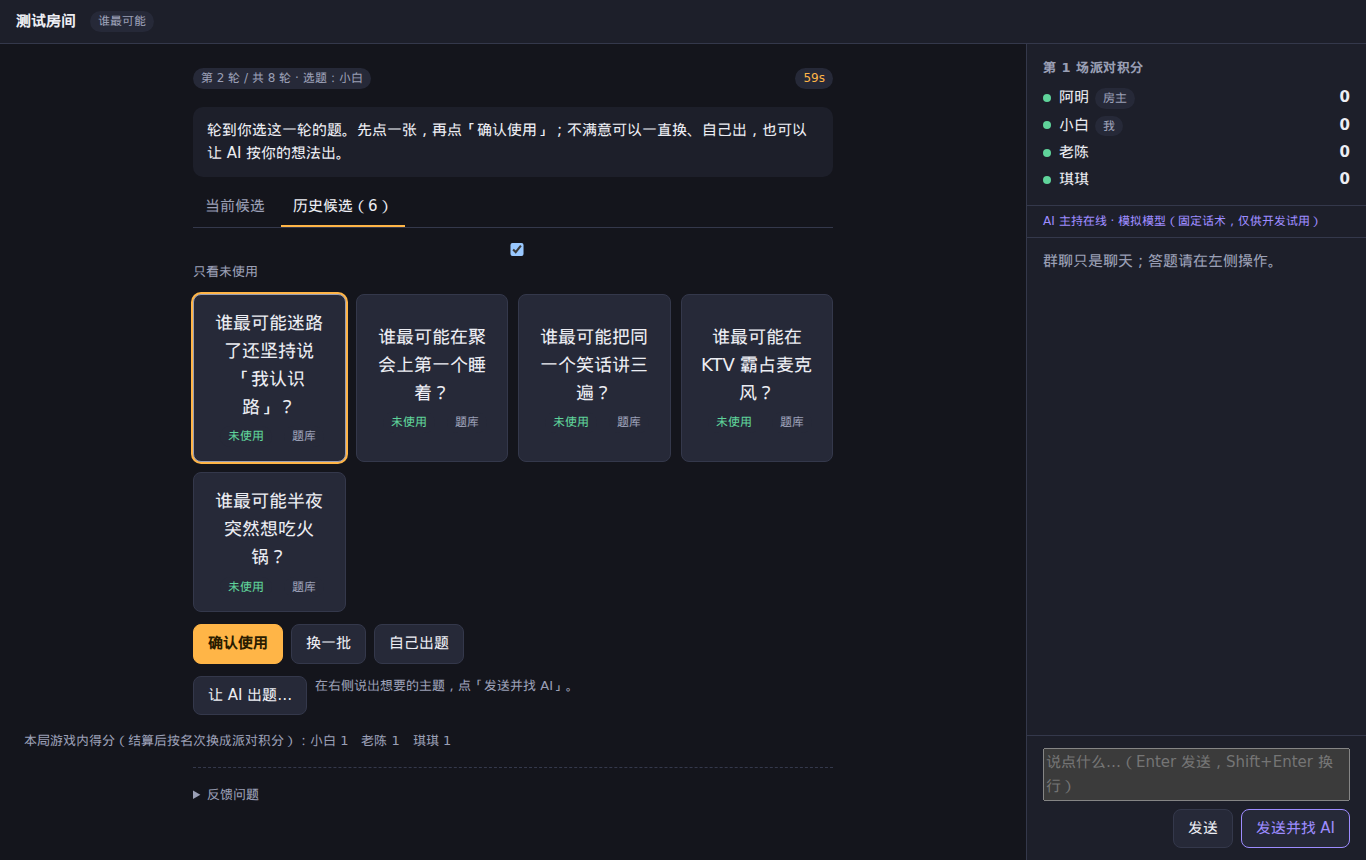 测试房间 谁最可能
第 2 轮 / 共 8 轮 · 选题：小白 59s
轮到你选这一轮的题。先点一张，再点「确认使用」；不满意可以一直换、自己出，也可以
让 AI 按你的想法出。
当前候选 历史候选（6）
只看未使用
谁最可能迷路
了还坚持说
「我认识
路」？
未使用 题库
谁最可能在聚
会上第一个睡
着？
未使用 题库
谁最可能把同
一个笑话讲三
遍？
未使用 题库
谁最可能在
KTV 霸占麦克
风？
未使用 题库
谁最可能半夜
突然想吃火
锅？
未使用 题库
确认使用 换一批 自己出题
让 AI 出题… 在右侧说出想要的主题，点「发送并找 AI」。
本局游戏内得分（结算后按名次换成派对积分）：小白 1 老陈 1 琪琪 1
▶ 反馈问题
第 1 场派对积分
阿明 房主 0
小白 我 0
老陈 0
琪琪 0
AI 主持在线 · 模拟模型（固定话术，仅供开发试用）
群聊只是聊天；答题请在左侧操作。
说点什么…（Enter 发送，Shift+Enter 换
行）
发送 发送并找 AI